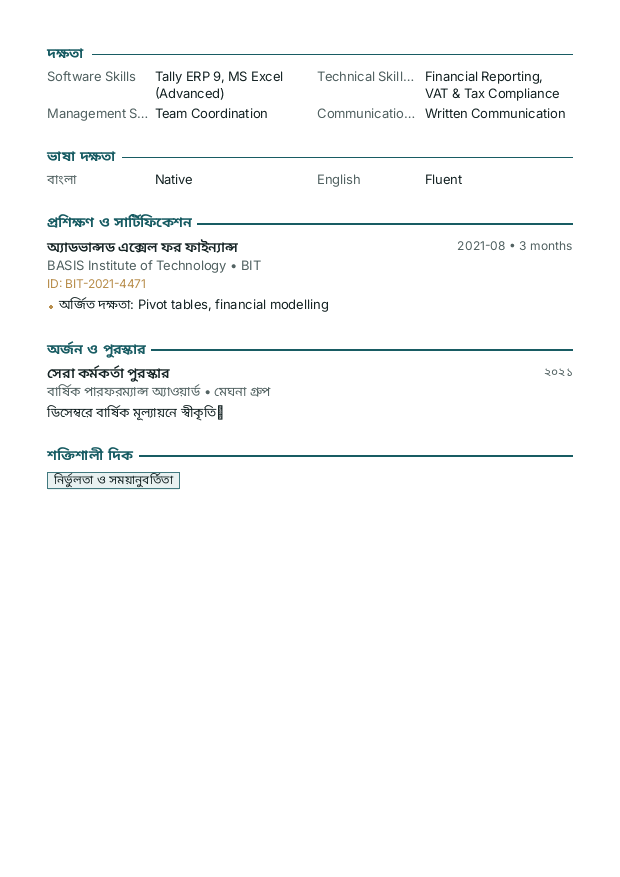 দক্ষতা
Software Skills Tally ERP 9, MS Excel (Advanced) Technical Skill... Financial Reporting, VAT & Tax Compliance
Management S... Team Coordination Communicatio... Written Communication
ভাষা দক্ষতা
বাংলা Native English Fluent
প্রশিক্ষণ ও সার্টিফিকেশন
অ্যাডভান্সড এক্সেল ফর ফাইন্যান্স 2021-08 • 3 months
BASIS Institute of Technology • BIT
ID: BIT-2021-4471
• অর্জিত দক্ষতা: Pivot tables, financial modelling
অর্জন ও পুরস্কার
সেরা কর্মকর্তা পুরস্কার ২০২১
বার্ষিক পারফরম্যান্স অ্যাওয়ার্ড • মেঘনা গ্রুপ
ডিসেম্বরে বার্ষিক মূল্যায়নে স্বীকৃতি
শক্তিশালী দিক
নির্ভুলতা ও সময়ানুবর্তিতা